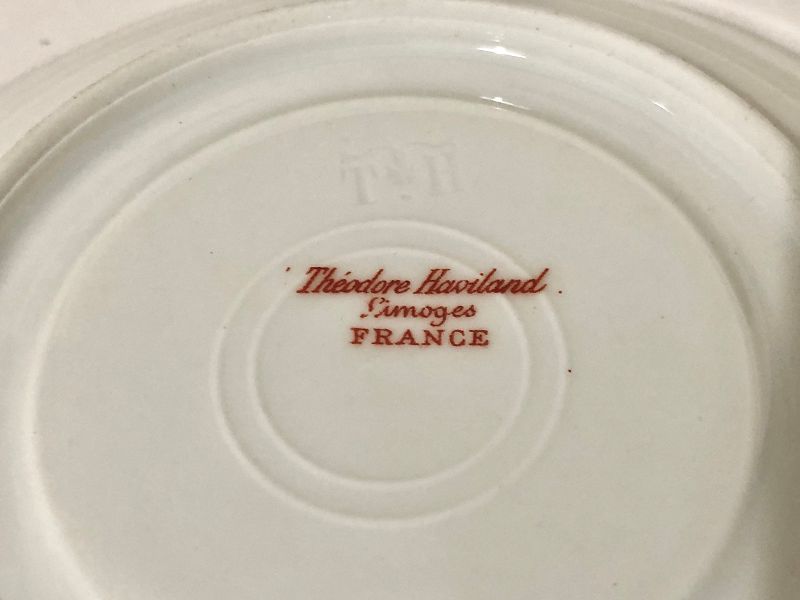 Théodore Haviland
Limoges
FRANCE